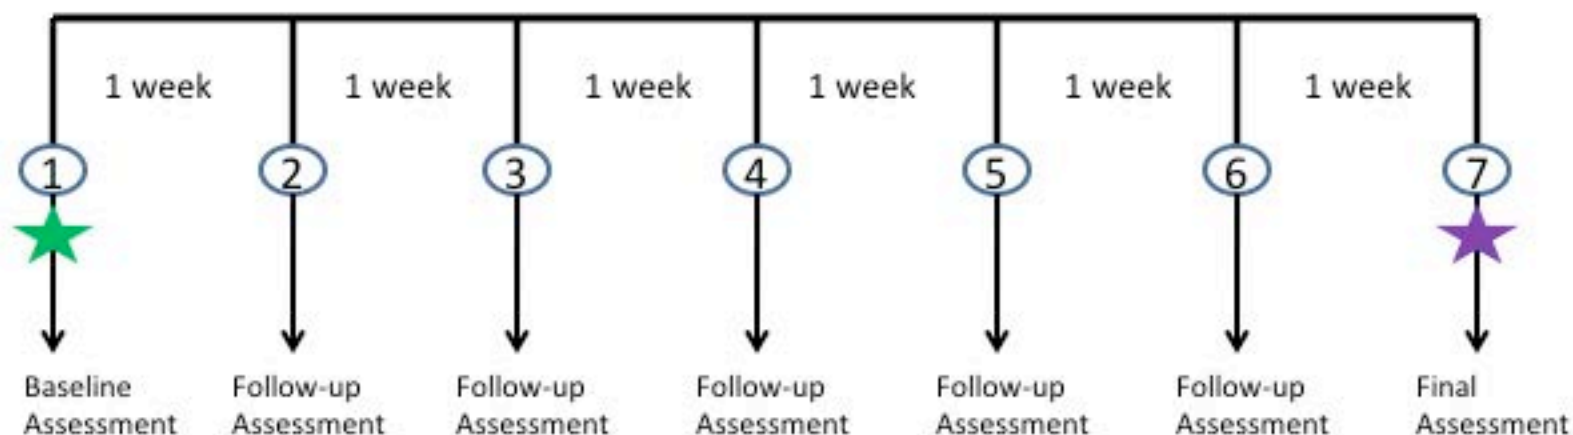 1 week 1 week 1 week 1 week 1 week 1 week
1 2 3 4 5 6 7
Baseline Assessment
Follow-up Assessment
Follow-up Assessment
Follow-up Assessment
Follow-up Assessment
Follow-up Assessment
Final Assessment